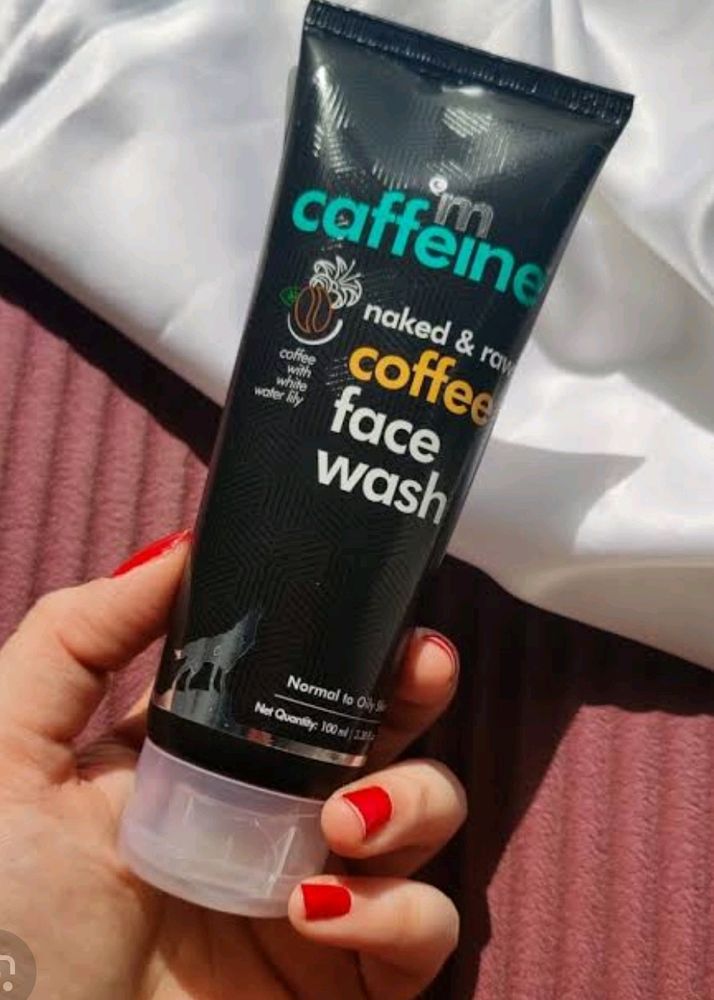 m
caffeine
naked & raw
coffee
face
wash
coffee
with
white
water lily
Normal to Oily
Net Quantity: 100 ml